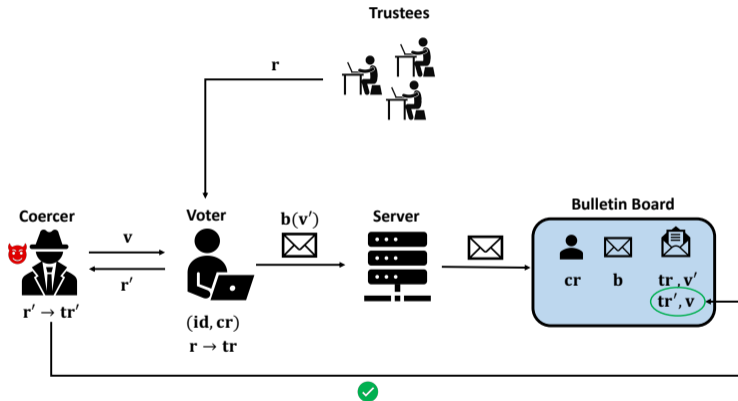 Trustees
r
Bulletin Board
Coercer
Voter
b(v′)
Server
v
r′
cr
b
tr , v′
tr′, v
r′ → tr′
(id, cr)
r → tr